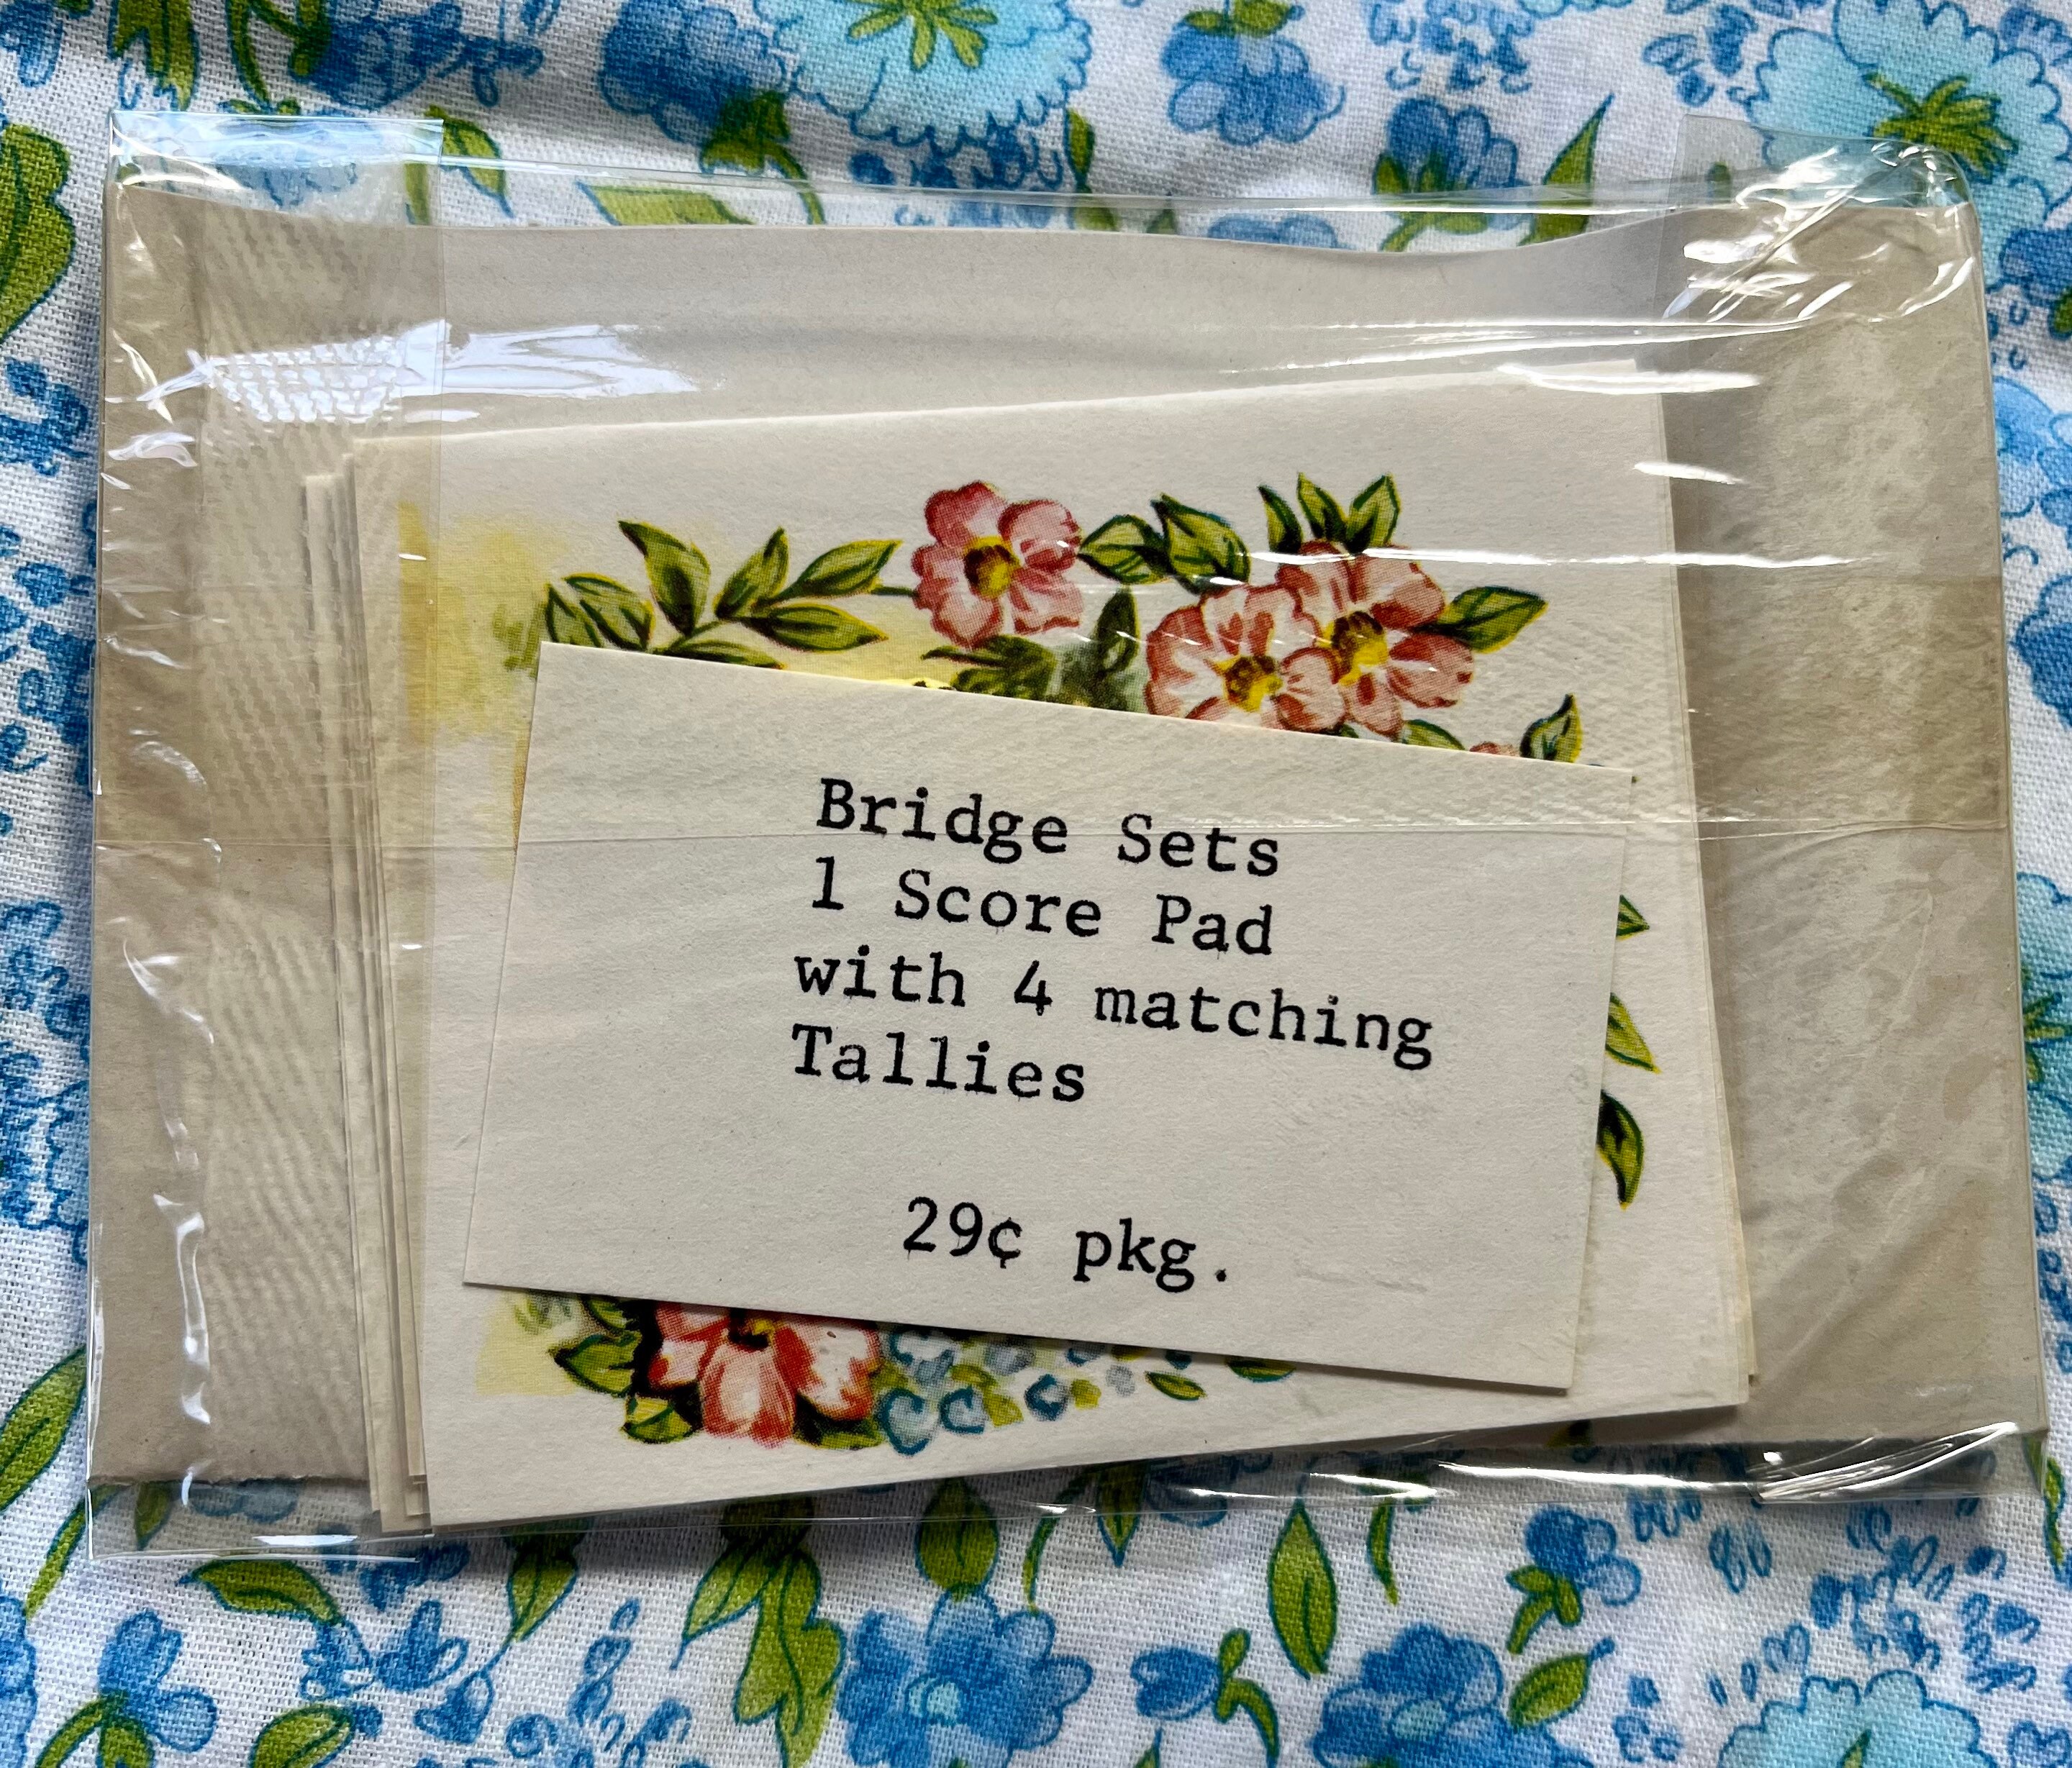 Bridge Sets
1 Score Pad
with 4 matching
Tallies
29¢ pkg.